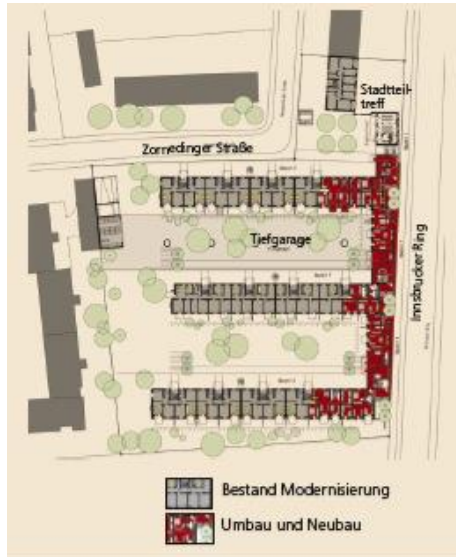 Stadtteil-
treff
Zornedinger Straße
Tiefgarage
Innsbrucker Ring
Bestand Modernisierung
Umbau und Neubau